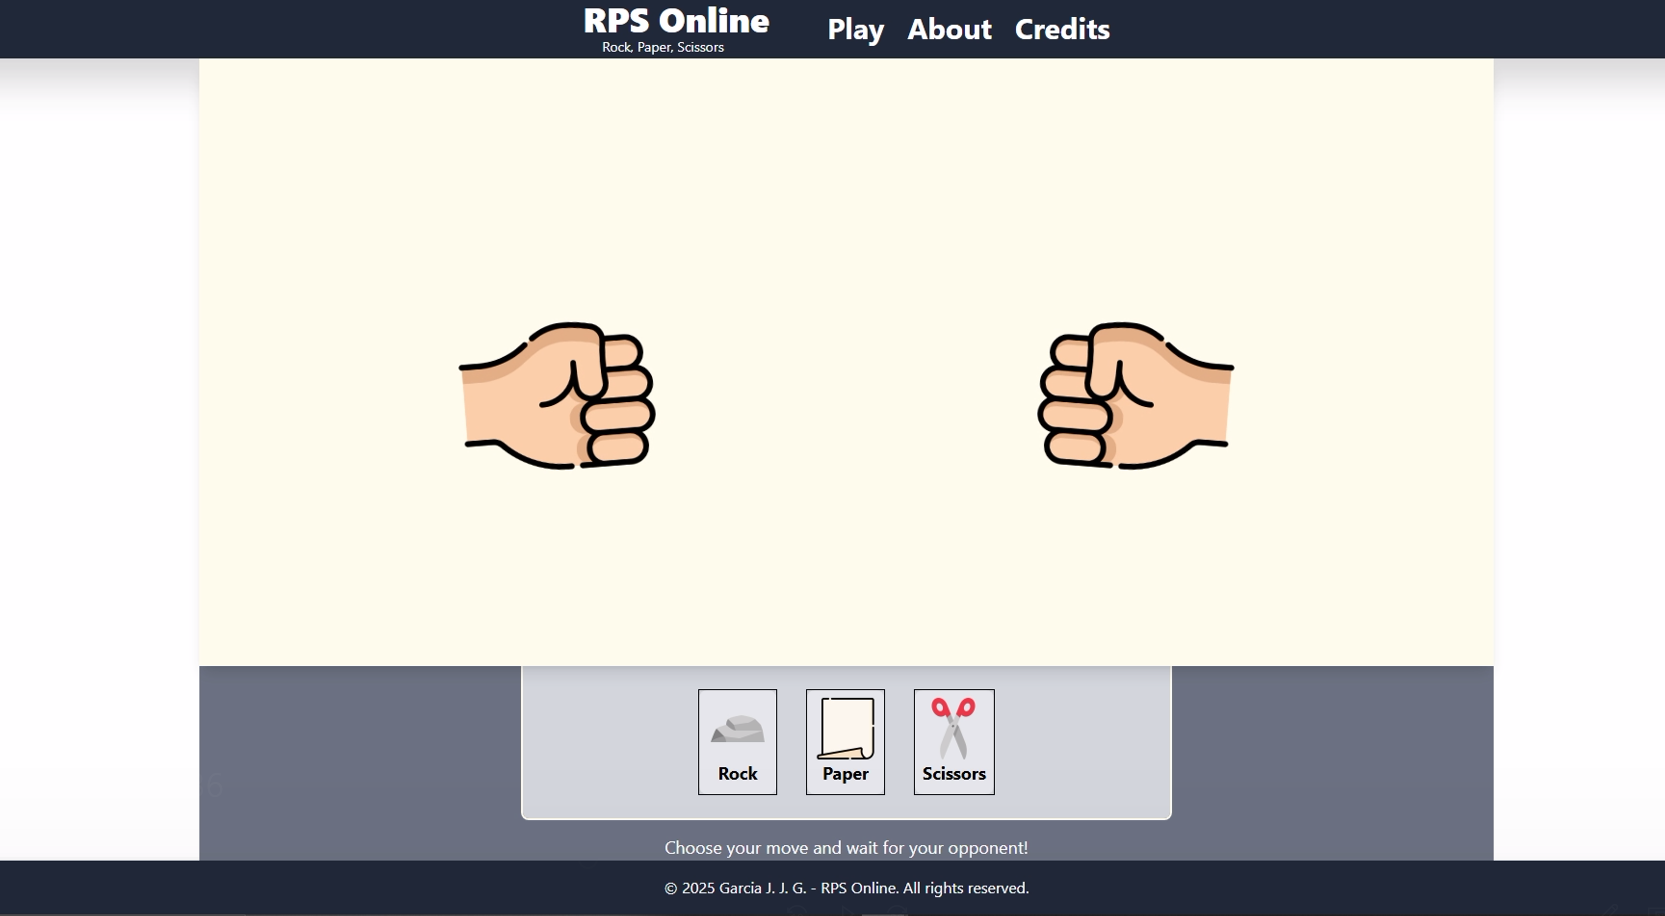 RPS Online
Rock, Paper, Scissors
Play About Credits
Rock
Paper
Scissors
Choose your move and wait for your opponent!
© 2025 Garcia J. J. G. - RPS Online. All rights reserved.